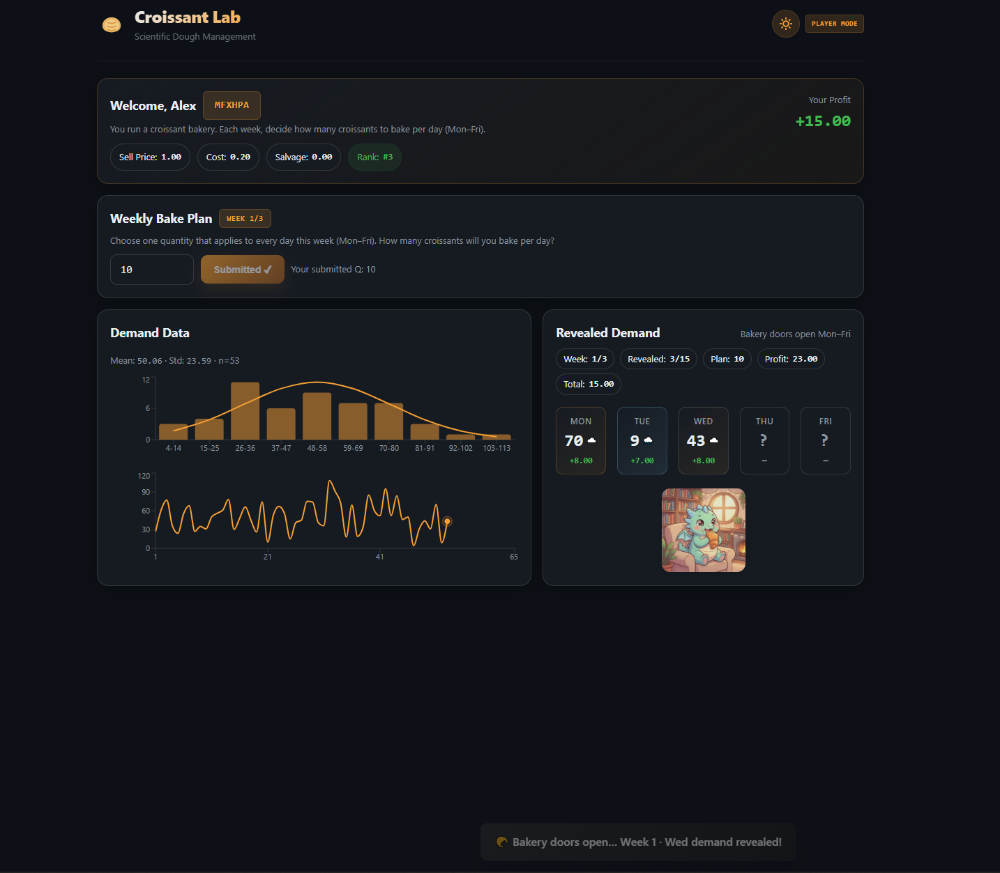 Croissant Lab
Scientific Dough Management
PLAYER MODE
Welcome, Alex MFXHPA
You run a croissant bakery. Each week, decide how many croissants to bake per day (Mon–Fri).
Sell Price: 1.00 Cost: 0.20 Salvage: 0.00 Rank: #3
Your Profit
+15.00
Weekly Bake Plan WEEK 1/3
Choose one quantity that applies to every day this week (Mon–Fri). How many croissants will you bake per day?
10 Submitted ✓ Your submitted Q: 10
Demand Data
Mean: 50.06 · Std: 23.59 · n=53
12
6
0
4-14 15-25 26-36 37-47 48-58 59-69 70-80 81-91 92-102 103-113
120
90
60
30
0
1 21 41 65
Revealed Demand Bakery doors open Mon–Fri
Week: 1/3 Revealed: 3/15 Plan: 10 Profit: 23.00
Total: 15.00
MON TUE WED THU FRI
70 9 43 ? ?
+8.00 +7.00 +8.00 – –
Bakery doors open... Week 1 · Wed demand revealed!